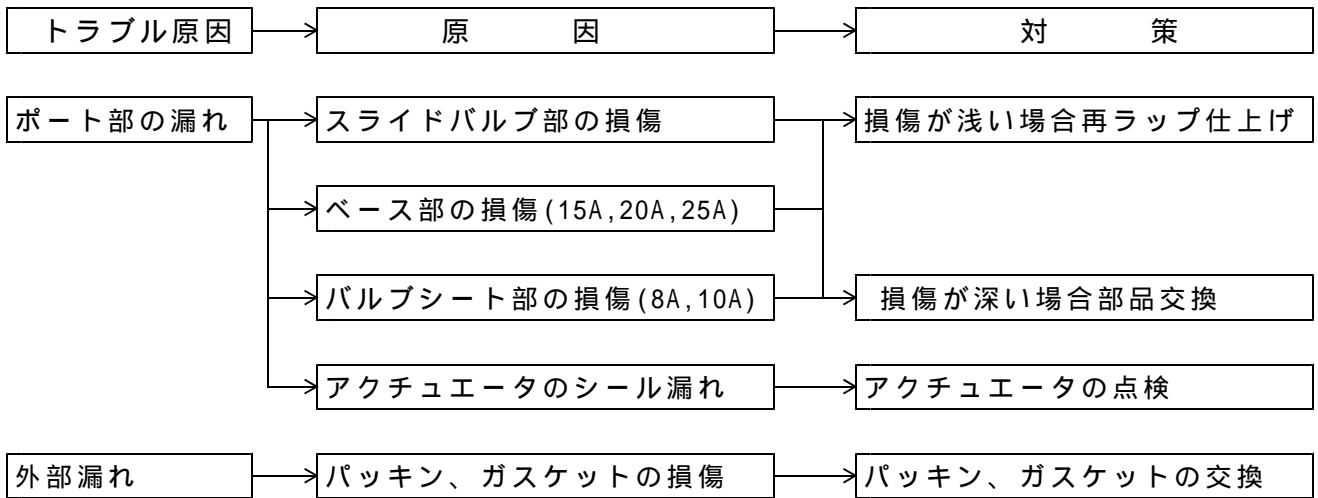 トラブル原因 原因 対策
ポート部の漏れ スライドバルブ部の損傷 損傷が浅い場合再ラップ仕上げ
ベース部の損傷(15A,20A,25A)
バルブシート部の損傷(8A,10A) 損傷が深い場合部品交換
アクチュエータのシール漏れ アクチュエータの点検
外部漏れ パッキン、ガスケットの損傷 パッキン、ガスケットの交換